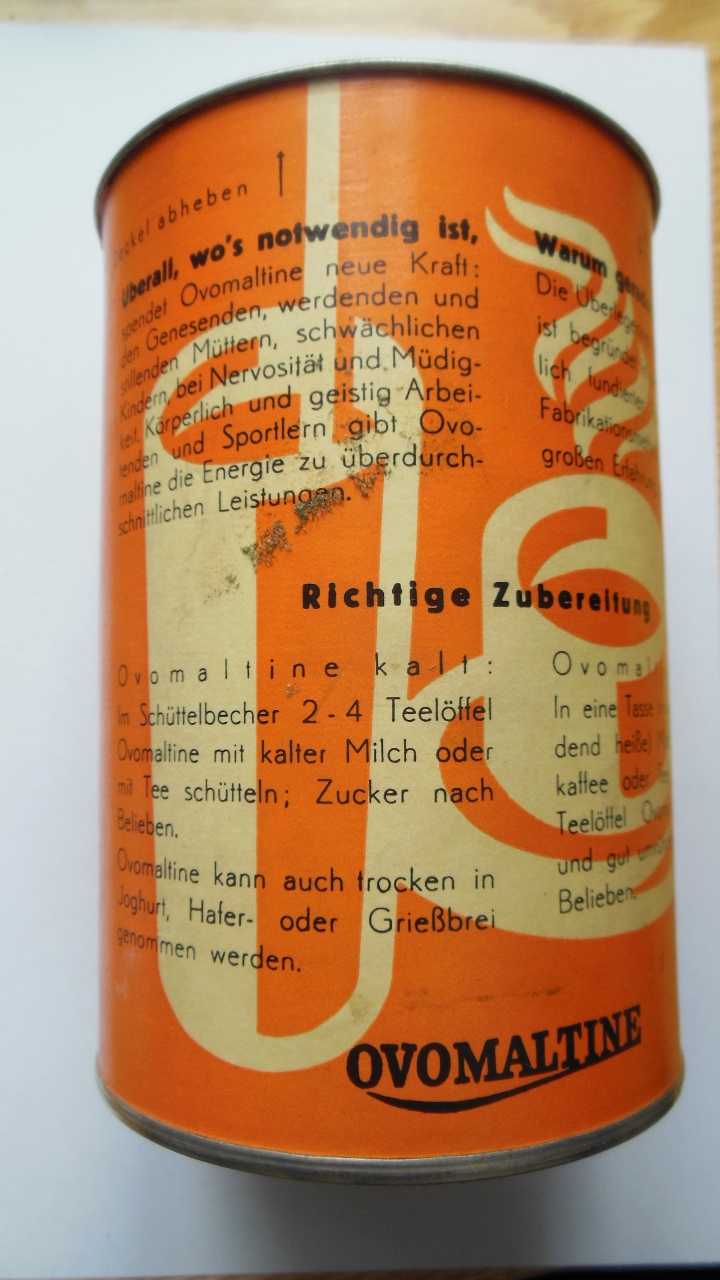 Deckel abheben
Überall, wo's notwendig ist,
spendet Ovomaltine neue Kraft:
den Genesenden, werdenden und
stillenden Müttern, schwächlichen
Kindern, bei Nervosität und Müdig-
keit. Körperlich und geistig Arbei-
tenden und Sportlern gibt Ovo-
maltine die Energie zu überdurch-
schnittlichen Leistungen.
Warum
Die
ist begründet
lich fundierten
großen
Richtige Zubereitung
Ovomaltine kalt:
Im Schüttelbecher 2-4 Teelöffel
Ovomaltine mit kalter Milch oder
mit Tee schütteln; Zucker nach
Belieben.
Ovomaltine kann auch trocken in
Joghurt, Hafer- oder Grießbrei
genommen werden.
In eine Tasse
dend heiße)
kaffee oder
Teelöffel
und gut
Belieben.
OVOMALTINE